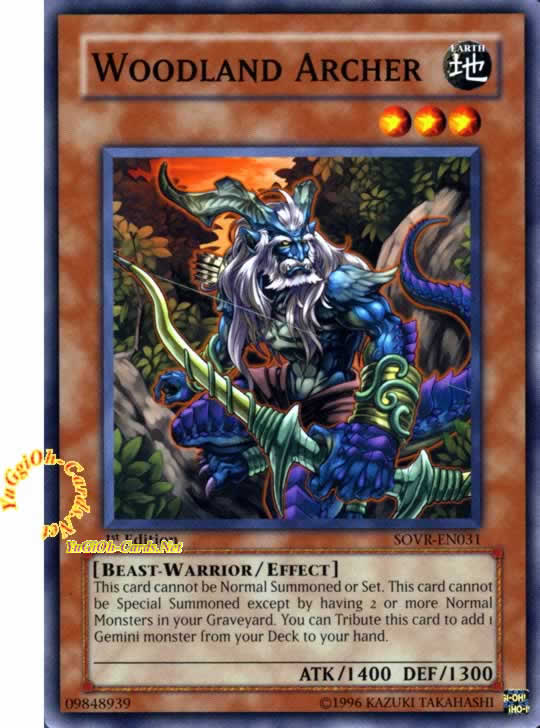 WOODLAND ARCHER
EARTH
地
1st Edition
SOVR-EN031
YuGgiOh-Cards.Net
YuGiOh-Cards.Net
[BEAST-WARRIOR/EFFECT]
This card cannot be Normal Summoned or Set. This card cannot
be Special Summoned except by having 2 or more Normal
Monsters in your Graveyard. You can Tribute this card to add 1
Gemini monster from your Deck to your hand.
ATK/1400 DEF/1300
09848939
©1996 KAZUKI TAKAHASHI